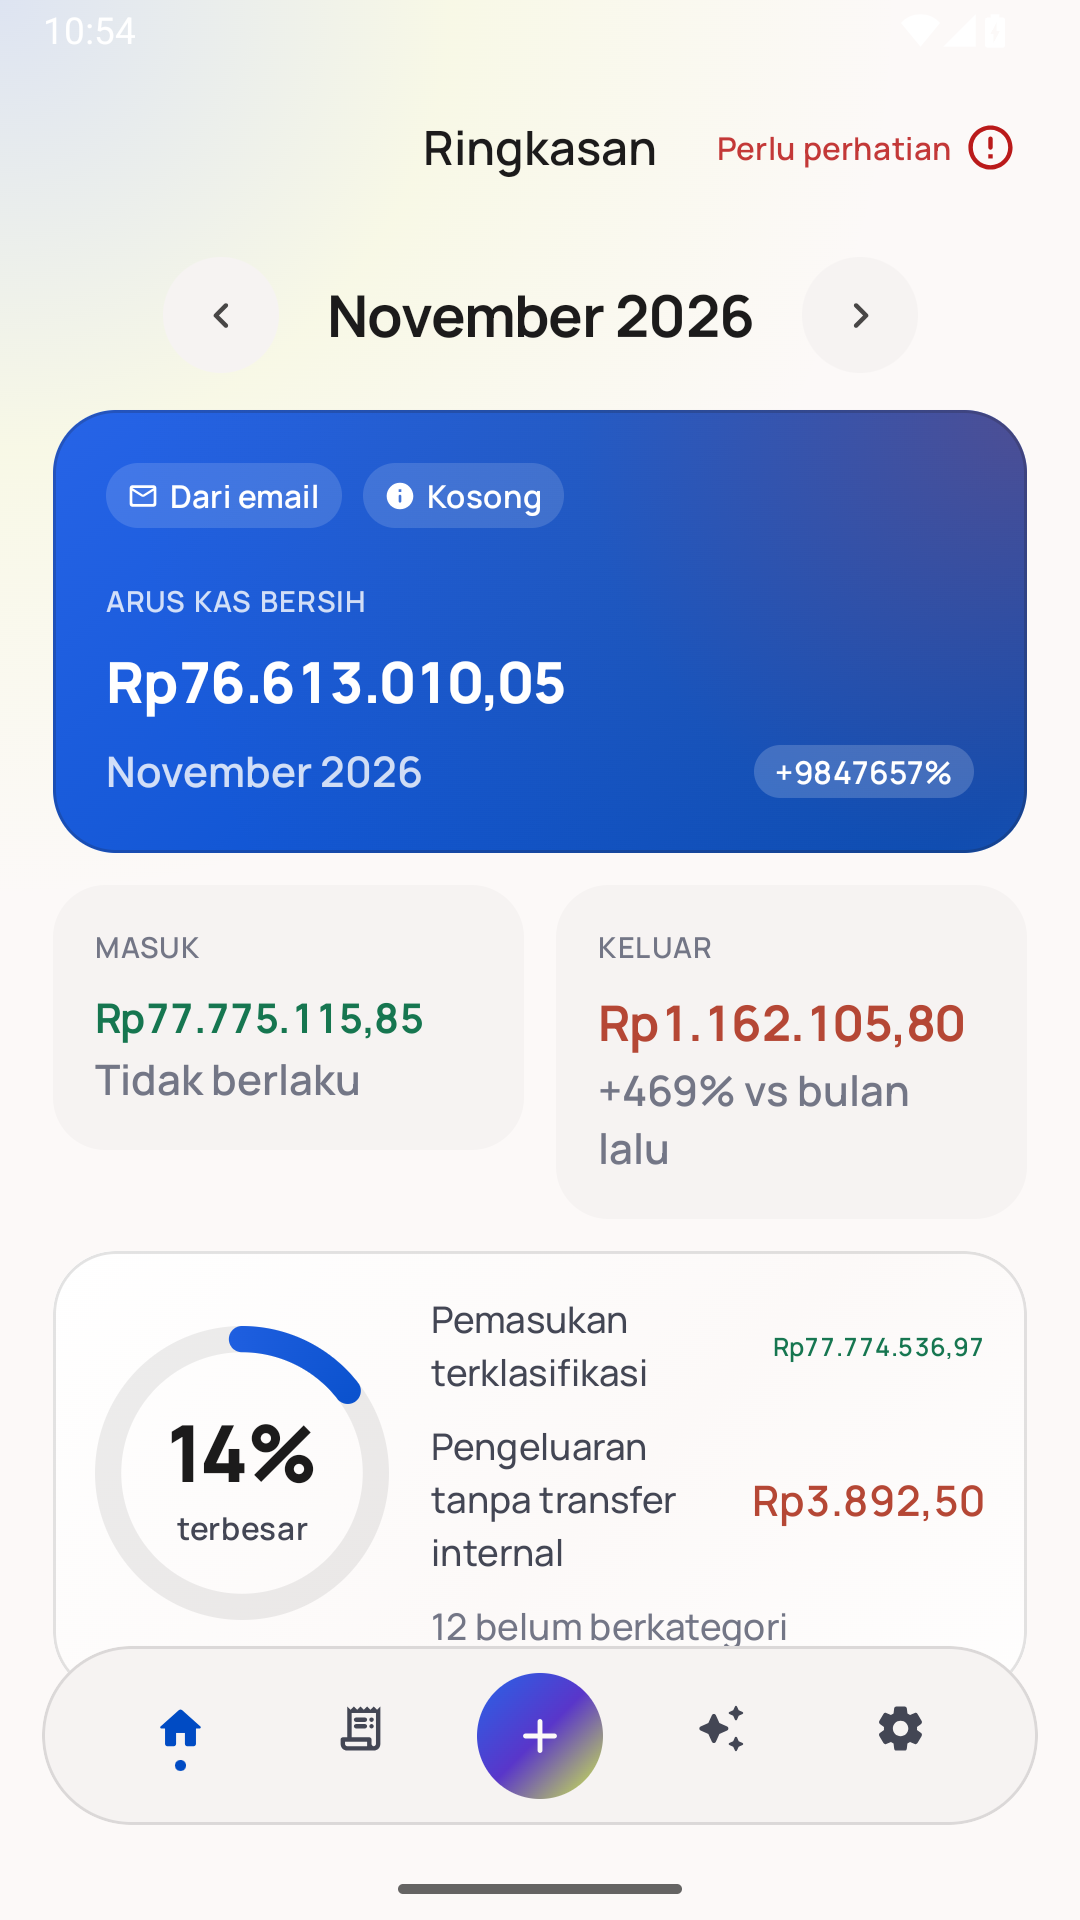 10:54
Ringkasan
Perlu perhatian
November 2026
Dari email
Kosong
ARUS KAS BERSIH
Rp76.613.010,05
November 2026
+9847657%
MASUK
Rp77.775.115,85
Tidak berlaku
KELUAR
Rp1.162.105,80
+469% vs bulan
lalu
14%
terbesar
Pemasukan
terklasifikasi
Rp77.774.536,97
Pengeluaran
tanpa transfer
internal
Rp3.892,50
12 belum berkategori